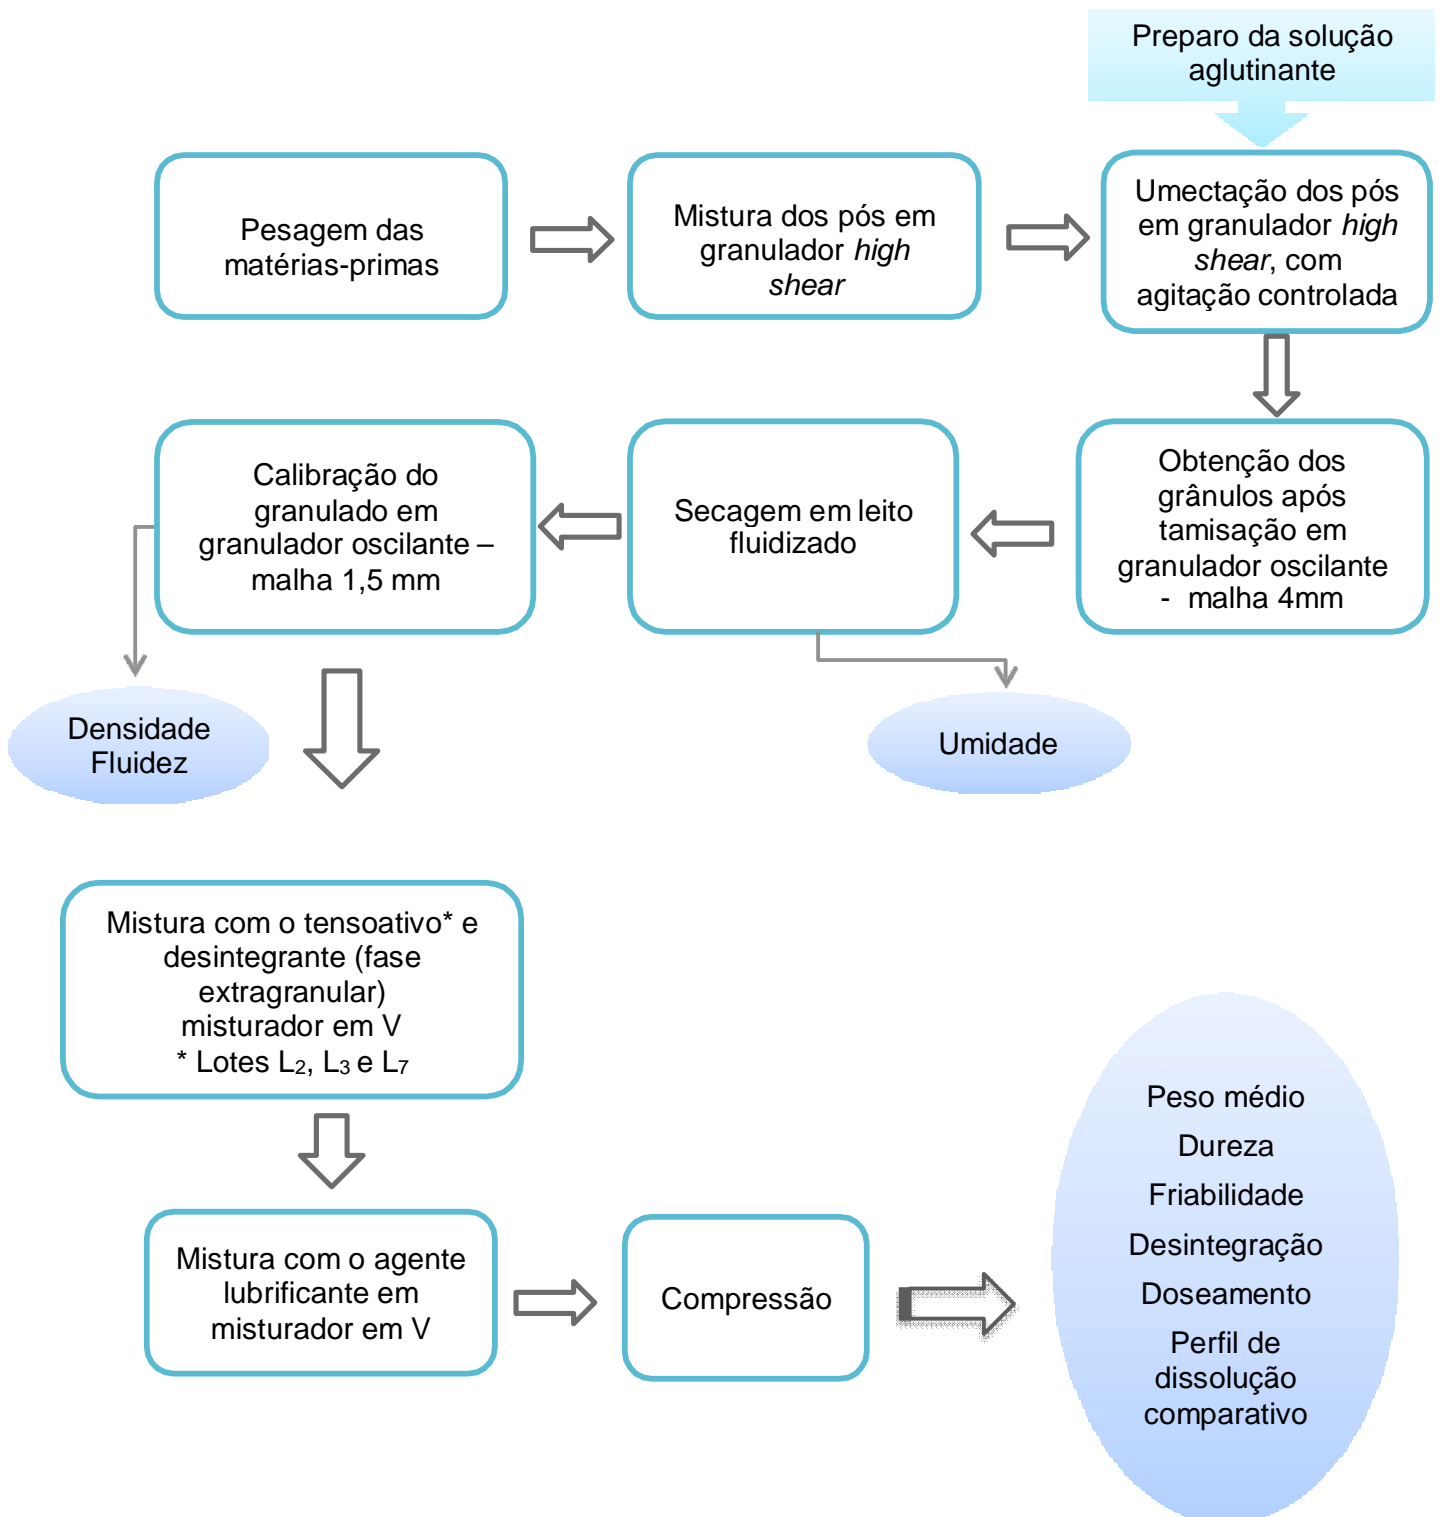 Preparo da solução
aglutinante
Pesagem das
matérias-primas
Mistura dos pós em
granulador high
shear
Umectação dos pós
em granulador high
shear, com
agitação controlada
Calibração do
granulado em
granulador oscilante –
malha 1,5 mm
Secagem em leito
fluidizado
Obtenção dos
grânulos após
tamisação em
granulador oscilante
- malha 4mm
Densidade
Fluidez
Umidade
Mistura com o tensoativo* e
desintegrante (fase
extragranular)
misturador em V
* Lotes L2, L3 e L7
Mistura com o agente
lubrificante em
misturador em V
Compressão
Peso médio
Dureza
Friabilidade
Desintegração
Doseamento
Perfil de
dissolução
comparativo